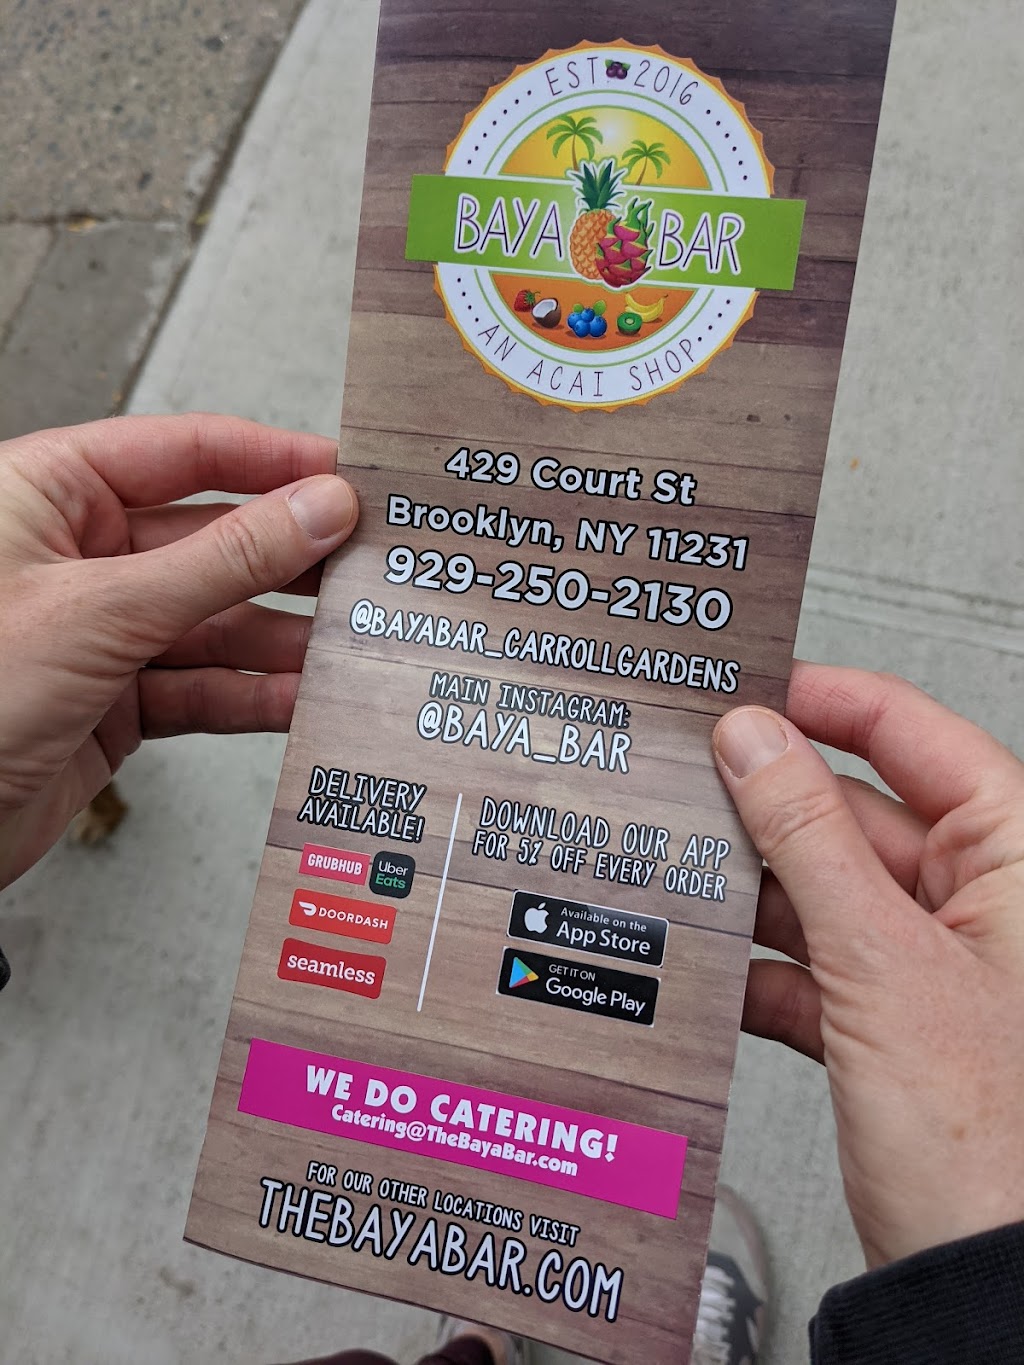 EST 2016
BAYA BAR
AN ACAI SHOP
429 Court St
Brooklyn, NY 11231
929-250-2130
@BAYABAR_CARROLLGARDENS
MAIN INSTAGRAM:
@BAYA_BAR
DELIVERY
AVAILABLE!
GRUBHUB
Uber
Eats
DOORDASH
seamless
DOWNLOAD OUR APP
FOR 5% OFF EVERY ORDER
Available on the
App Store
GET IT ON
Google Play
WE DO CATERING!
Catering@TheBayaBar.com
FOR OUR OTHER LOCATIONS VISIT
THEBAYABAR.COM